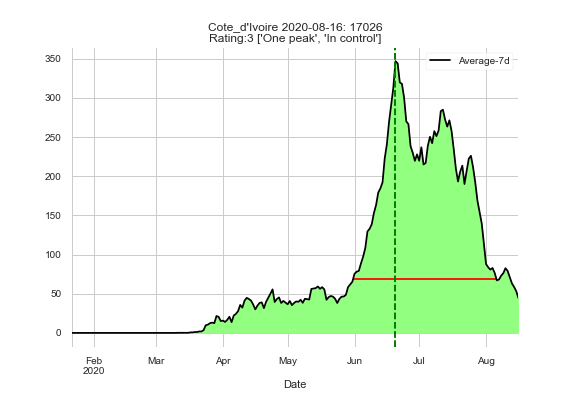 Cote_d'Ivoire 2020-08-16: 17026
Rating:3 ['One peak', 'In control']
Average-7d
350
300
250
200
150
100
50
0
Feb Mar Apr May Jun Jul Aug
2020
Date